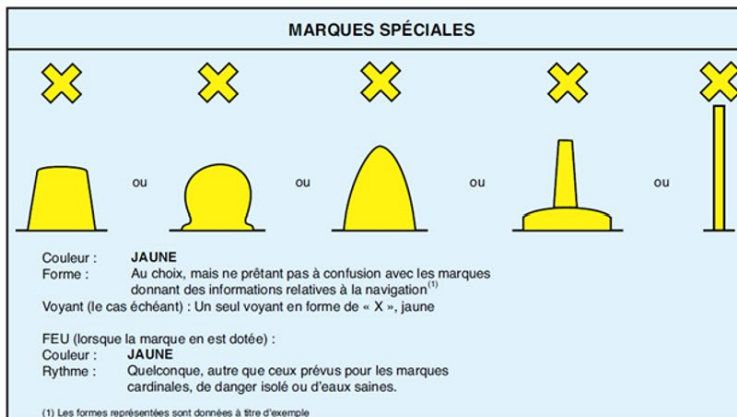 MARQUES SPÉCIALES
ou ou ou ou
Couleur : JAUNE
Forme : Au choix, mais ne prêtant pas à confusion avec les marques
donnant des informations relatives à la navigation(1)
Voyant (le cas échéant) : Un seul voyant en forme de « X », jaune
FEU (lorsque la marque en est dotée) :
Couleur : JAUNE
Rythme : Quelconque, autre que ceux prévus pour les marques
cardinales, de danger isolé ou d'eaux saines.
(1) Les formes représentées sont données à titre d'exemple